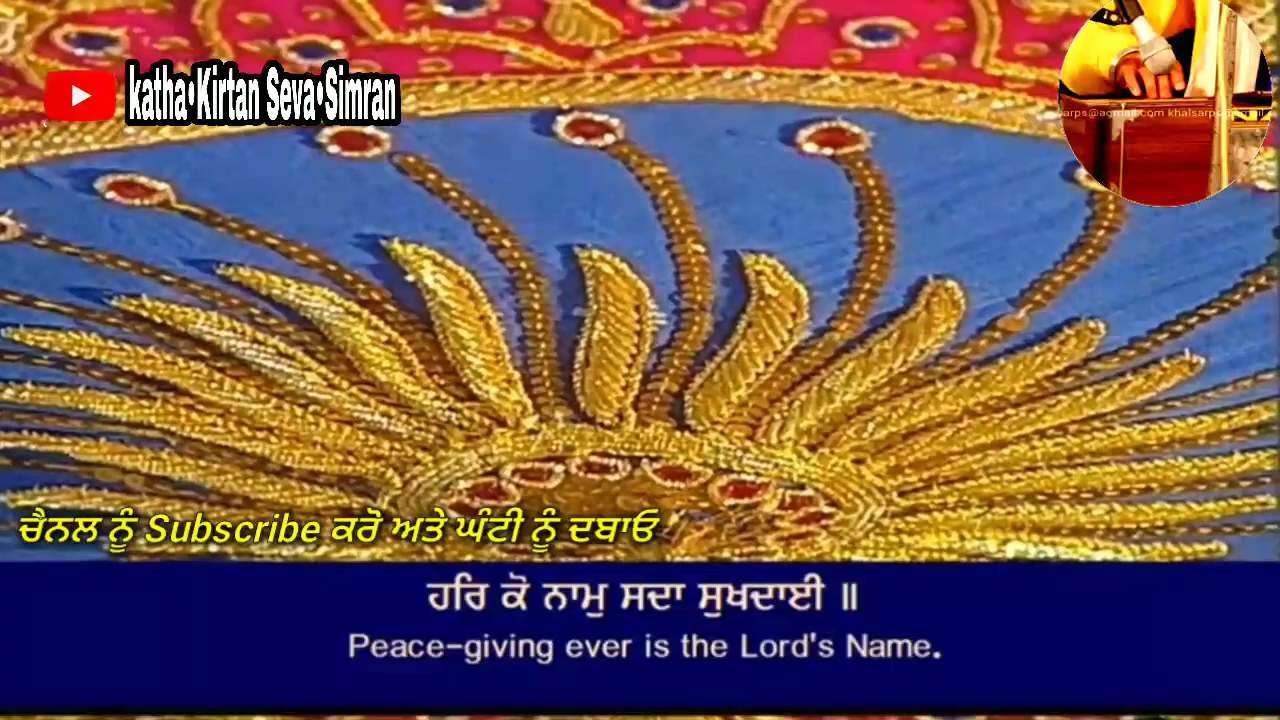 katha•Kirtan Seva•Simran
ਚੈਨਲ ਨੂੰ Subscribe ਕਰੋ ਅਤੇ ਘੰਟੀ ਨੂੰ ਦਬਾਓ
ਹਰਿ ਕੋ ਨਾਮੁ ਸਦਾ ਸੁਖਦਾਈ ॥
Peace-giving ever is the Lord's Name.